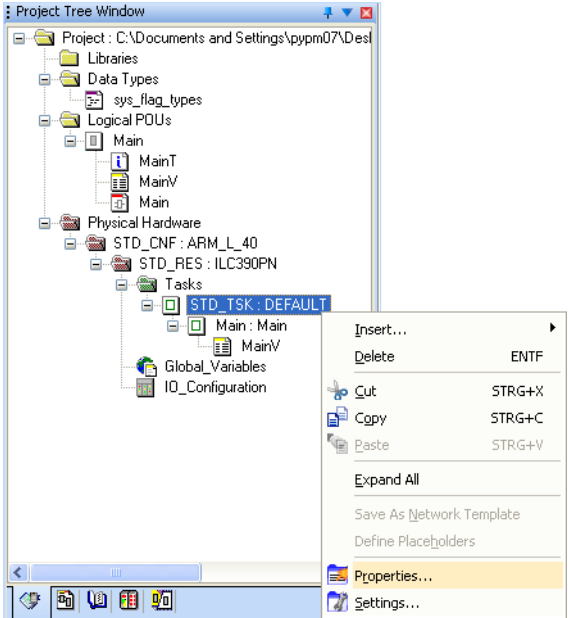 Project Tree Window
Project : C:\Documents and Settings\pypm07\Desl
Libraries
Data Types
sys_flag_types
Logical POUs
Main
MainT
MainV
Main
Physical Hardware
STD_CNF : ARM_L_40
STD_RES : ILC390PN
Tasks
STD_TSK : DEFAULT
Main : Main
MainV
Global_Variables
IO_Configuration
Insert...
Delete ENTF
Cut STRG+X
Copy STRG+C
Paste STRG+V
Expand All
Save As Network Template
Define Placeholders
Properties...
Settings...